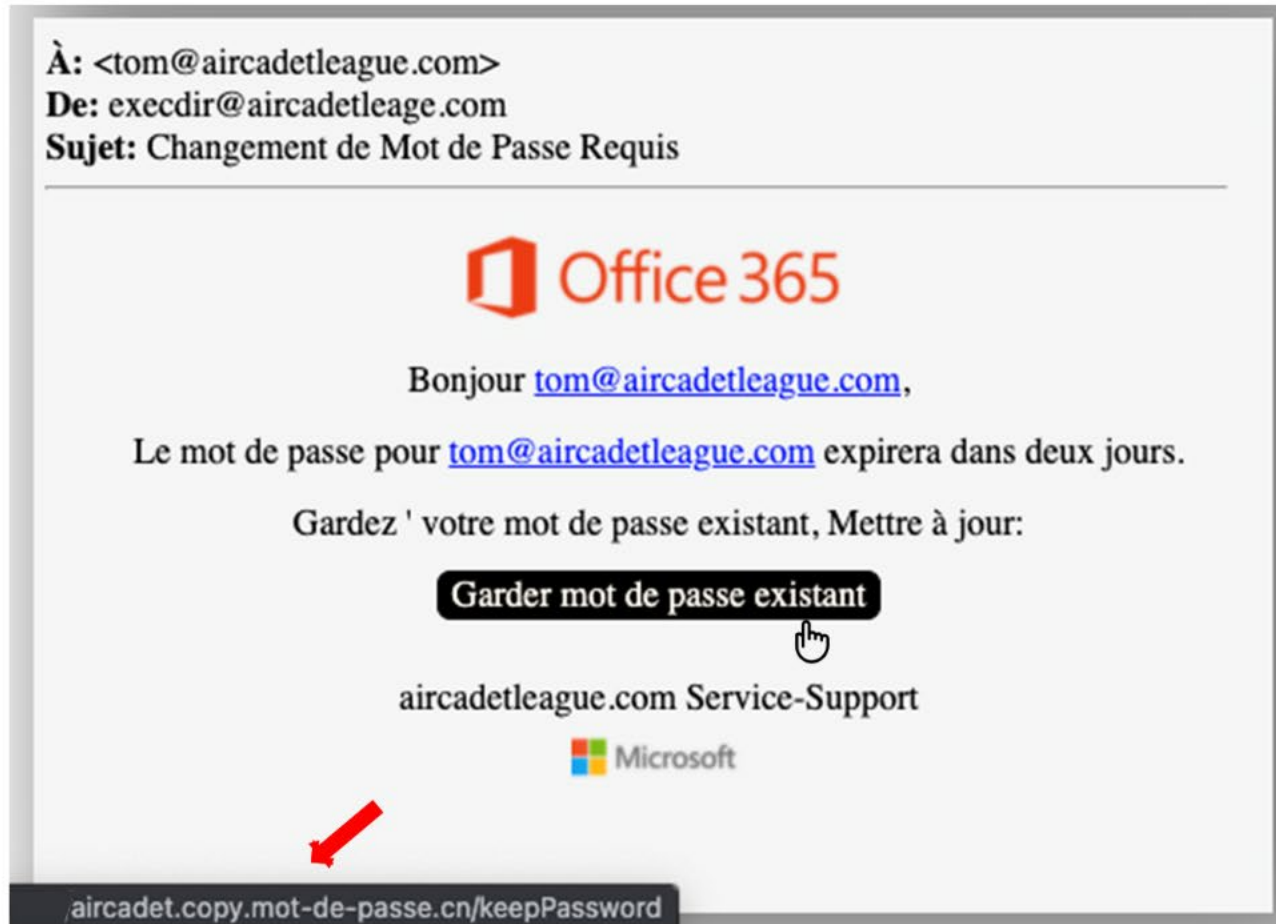 À: <tom@aircadetleague.com>
De: execdir@aircadetleage.com
Sujet: Changement de Mot de Passe Requis
Office 365
Bonjour tom@aircadetleague.com,
Le mot de passe pour tom@aircadetleague.com expirera dans deux jours.
Gardez ' votre mot de passe existant, Mettre à jour:
Garder mot de passe existant
aircadetleague.com Service-Support
Microsoft
/aircadet.copy.mot-de-passe.cn/keepPassword